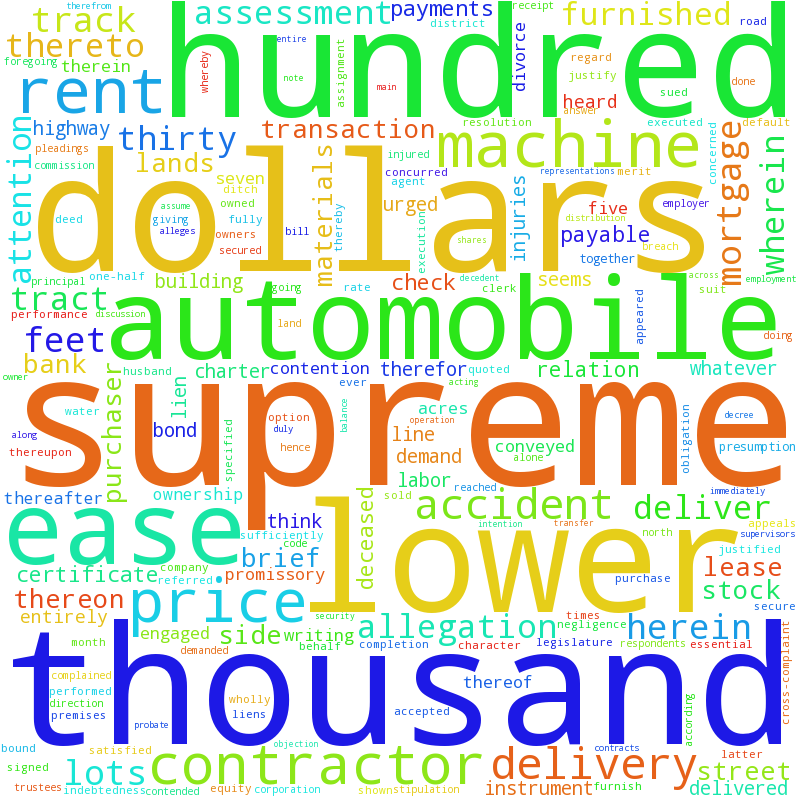 therefrom
receipt
assessment
payments
furnished
track
hundred
district
road
divorce
thereto
entire
regard
foregoing
therein
whereby
note
main
assignment
justify
done
rent
heard
sued
answer
highway
thirty
transaction
resolution
machine
executed
default
attention
pleadings
lands
commission
dollars
injured
concurred
representations
merit
concerned
mortgage
wherein
seven
ditch
agent
materials
urged
injuries
five
employer
deed
assume
owned
giving
fully
alleges
owners
secured
bill
thereby
execution
distribution
payable
shares
breach
together
principal
one-half
building
check
decedent
seems
across
employment
tract
going
rate
clerk
suit
performance
discussion
automobile
land
appeared
doing
feet
bank
charter
contention
therefor
quoted
relation
whatever
owner
husband
ever
acting
purchaser
lien
supreme
water
option
balance
acres
operation
decree
along
bond
duly
line
conveyed
obligation
presumption
thereupon
specified
hence
demand
alone
labor
reached
immediately
thereafter
ownership
sold
ease
think
deceased
accident
deliver
lower
intention
transfer
north
appeals
sufficiently
supervisors
code
brief
justified
certificate
company
referred
promissory
purchase
lease
stock
secure
thereon
price
entirely
security
times
negligence
herein
engaged
side
writing
allegation
month
demanded
behalf
completion
character
legislature
respondents
essential
thousand
complained
performed
direction
premises
wholly
liens
thereof
accepted
probate
cross-complaint
according
bound
satisfied
objection
contracts
latter
signed
lots
contractor
delivery
street
trustees
indebtedness
contended
equity
corporation
shown
stipulation
instrument
furnish
delivered